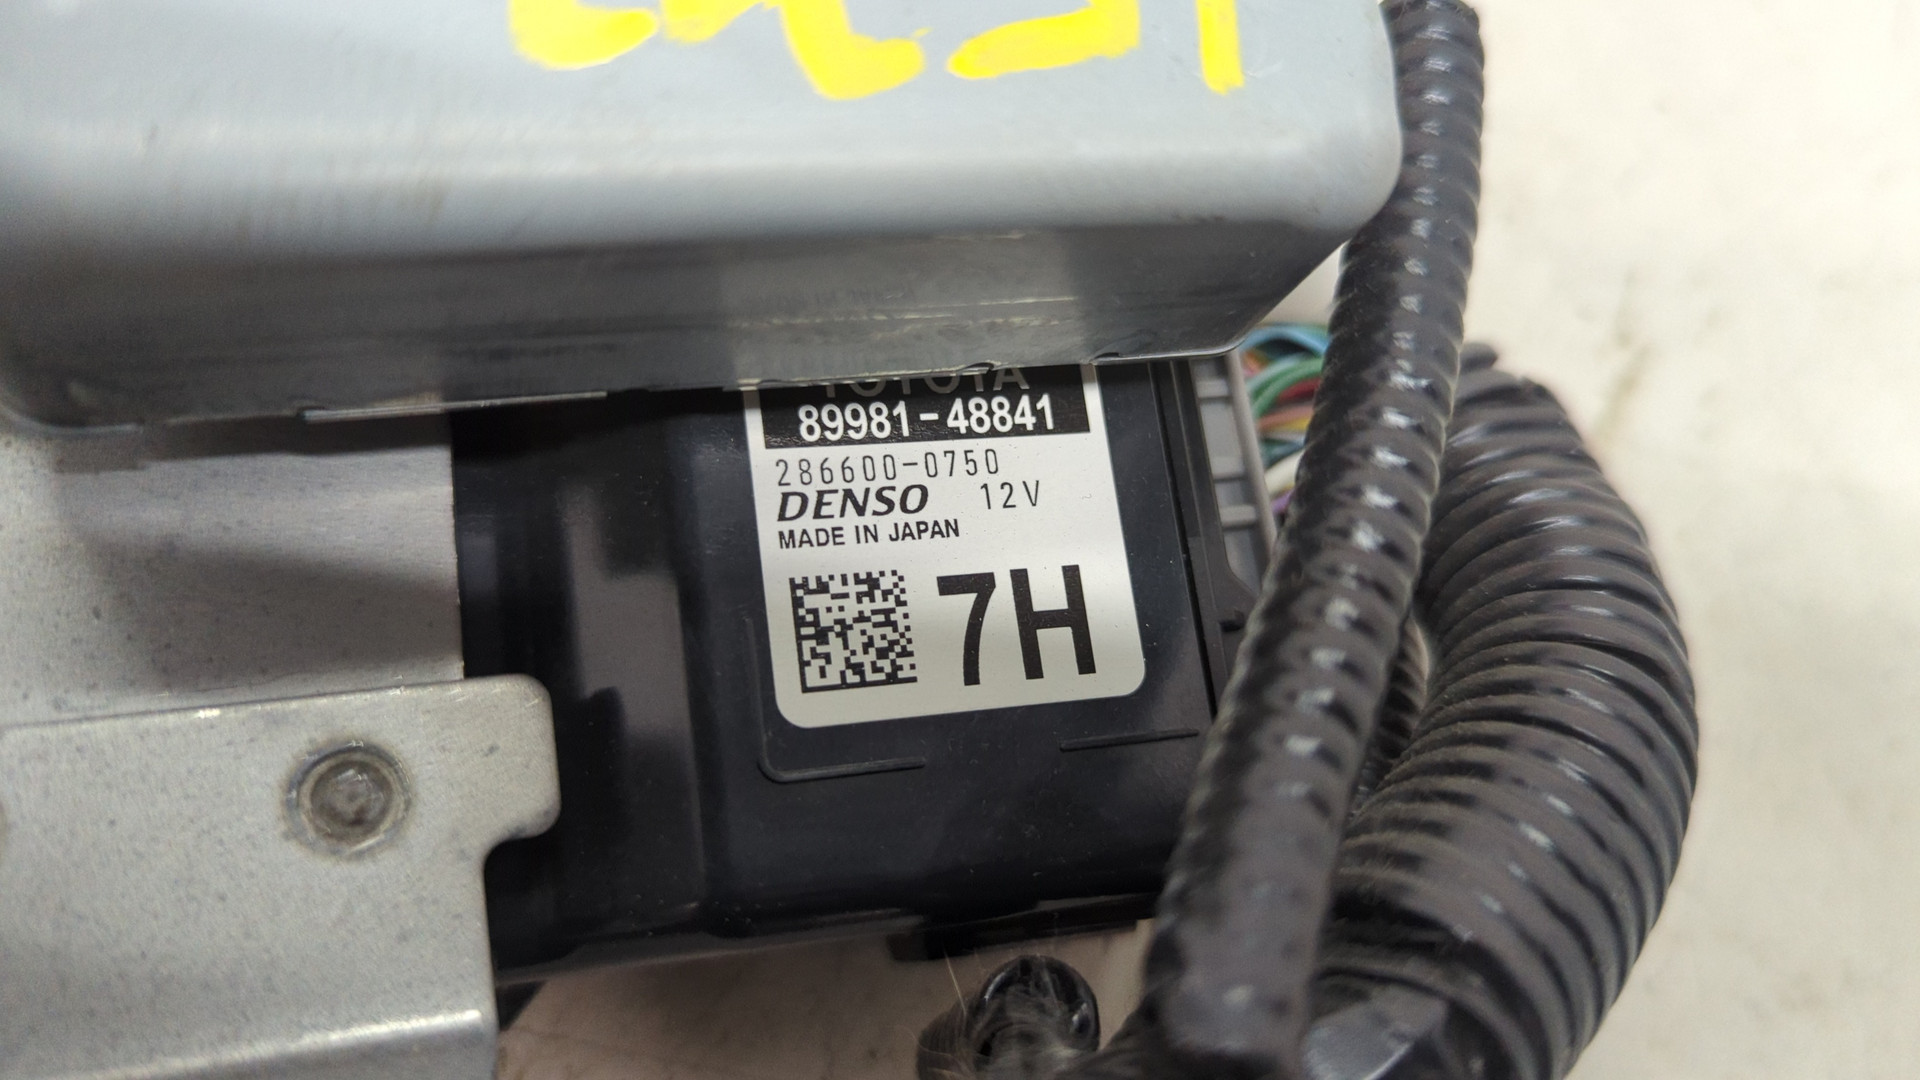 TOYOTA
89981-48841
286600-0750
DENSO 12V
MADE IN JAPAN
7H